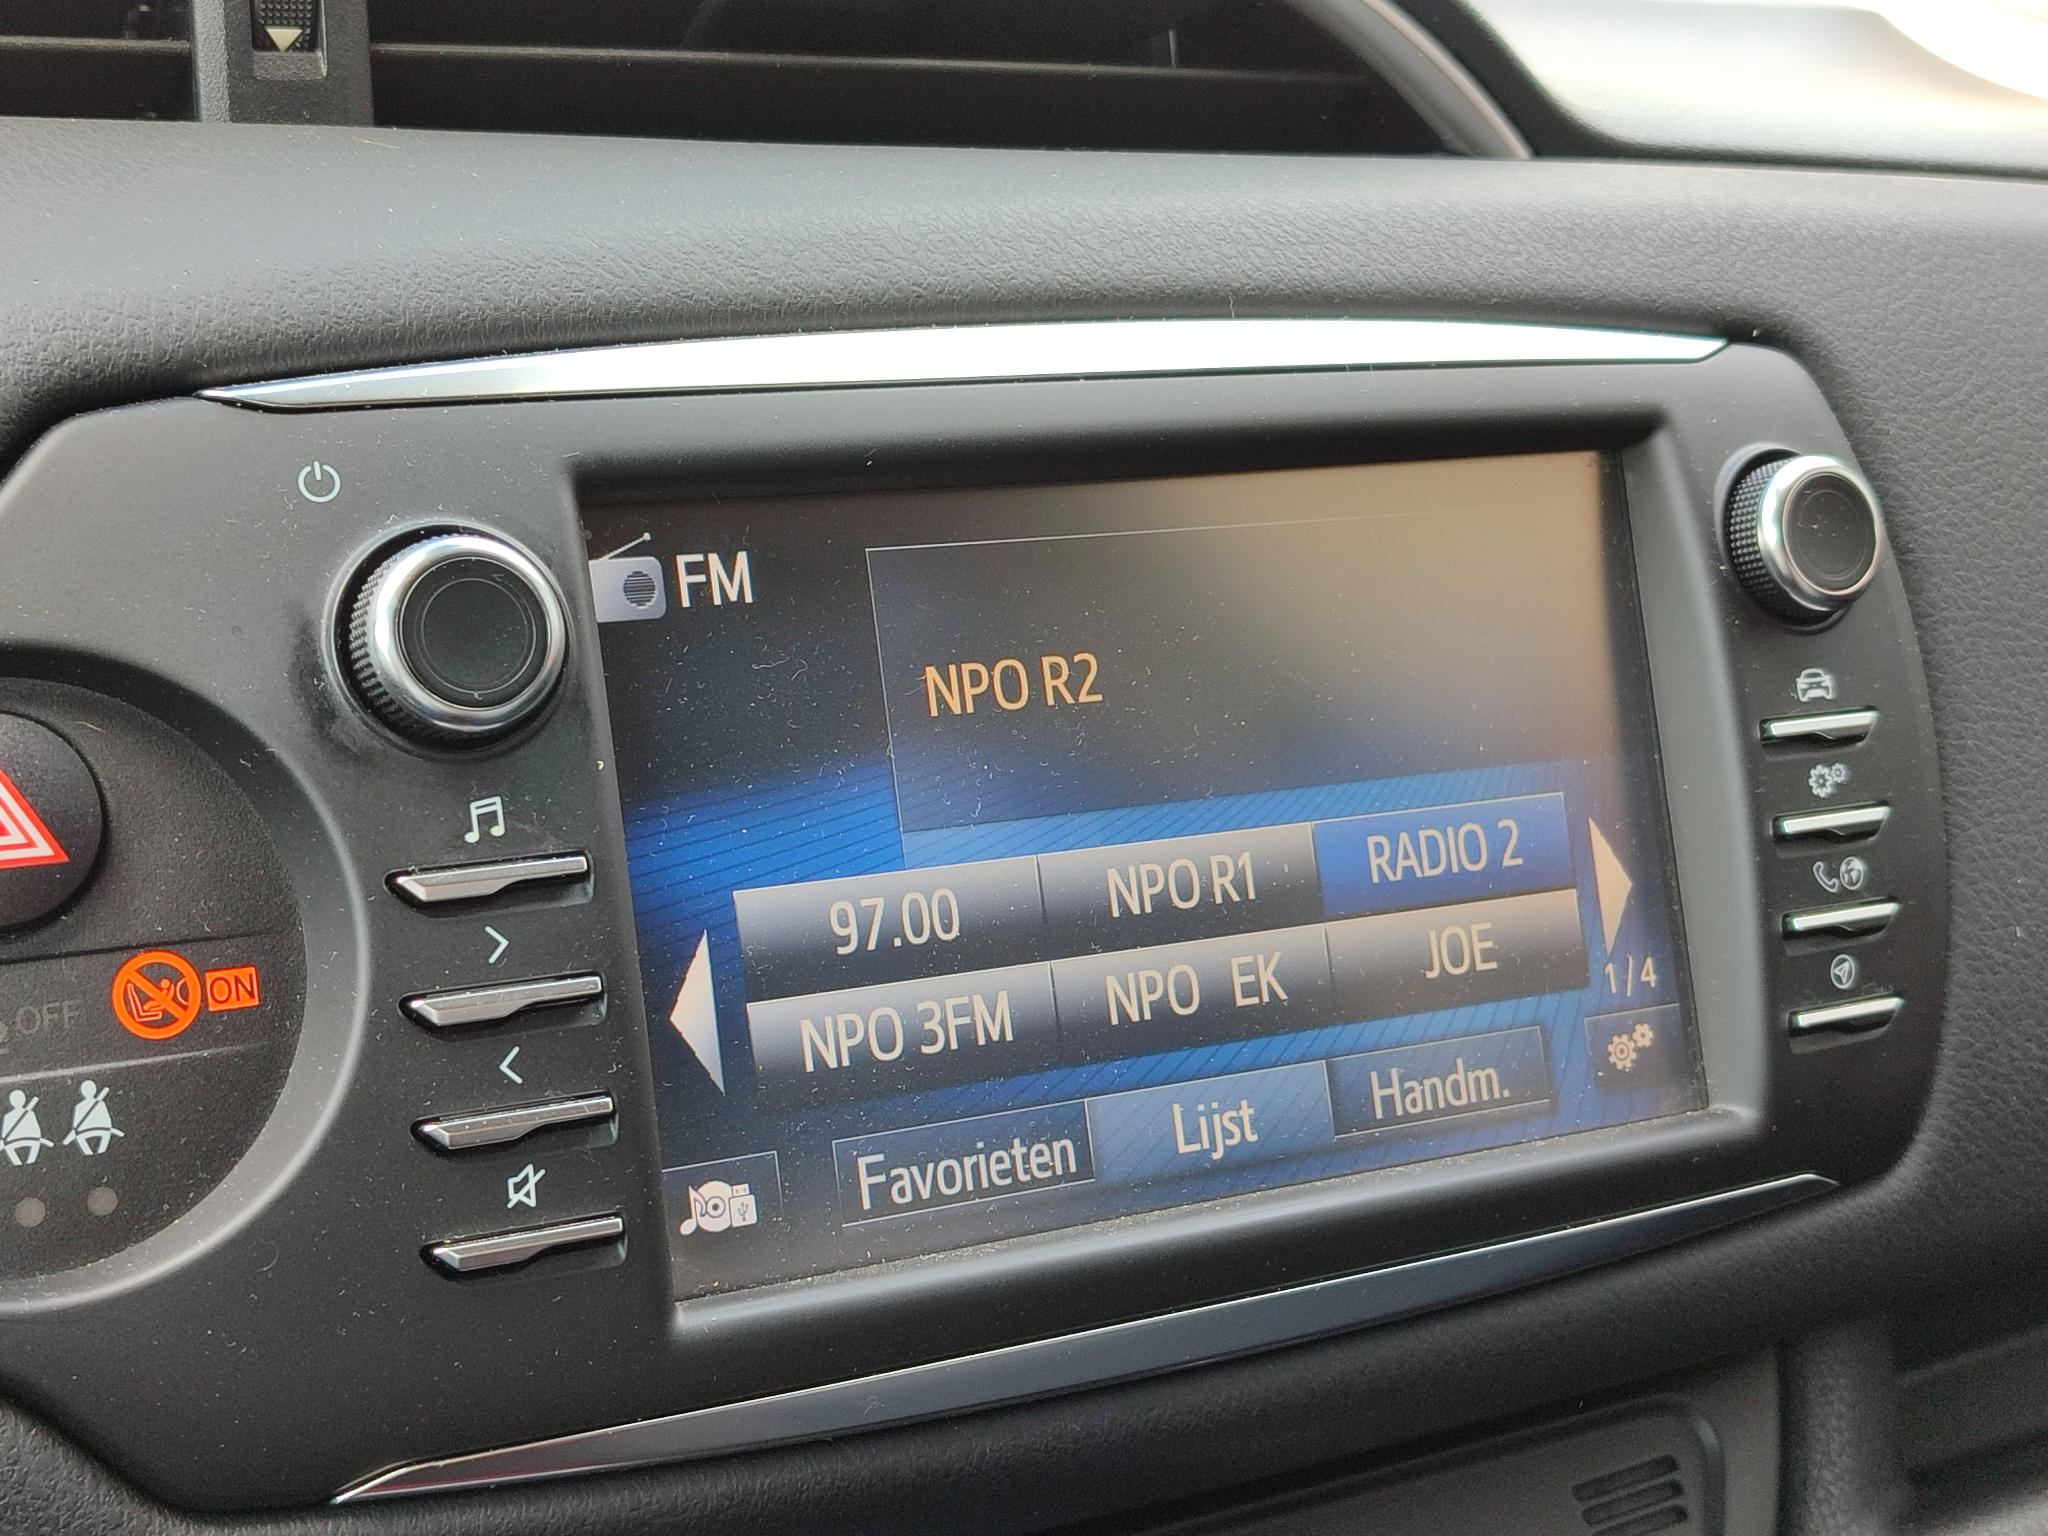 FM
NPO R2
97.00 NPO R1 RADIO 2
NPO 3FM NPO EK JOE
1/4
Favorieten Lijst Handm.
OFF
ON